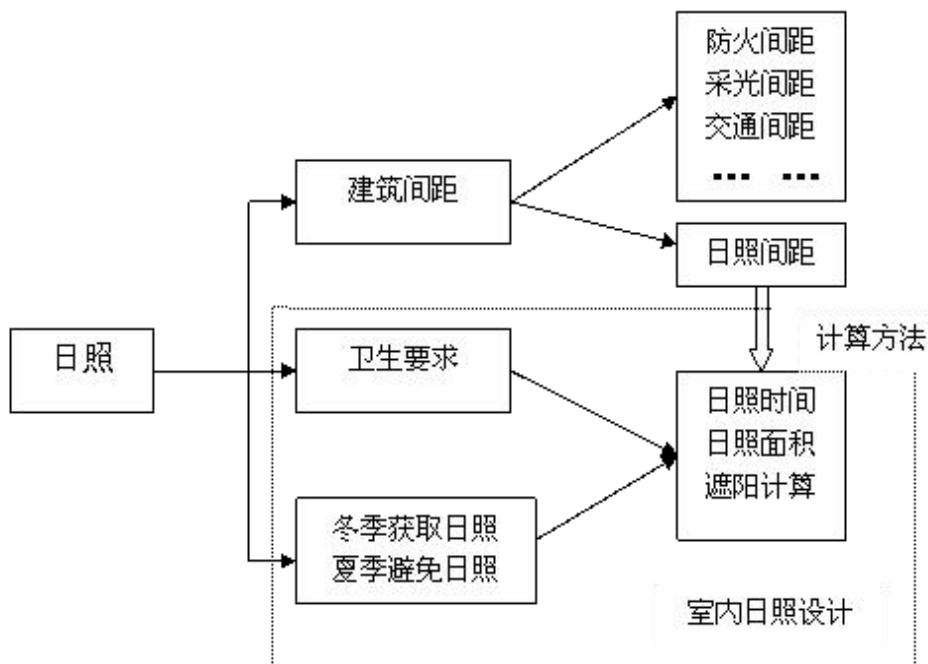 防火间距
采光间距
交通间距
... ...
建筑间距
日照间距
计算方法
日照
卫生要求
日照时间
日照面积
遮阳计算
冬季获取日照
夏季避免日照
室内日照设计